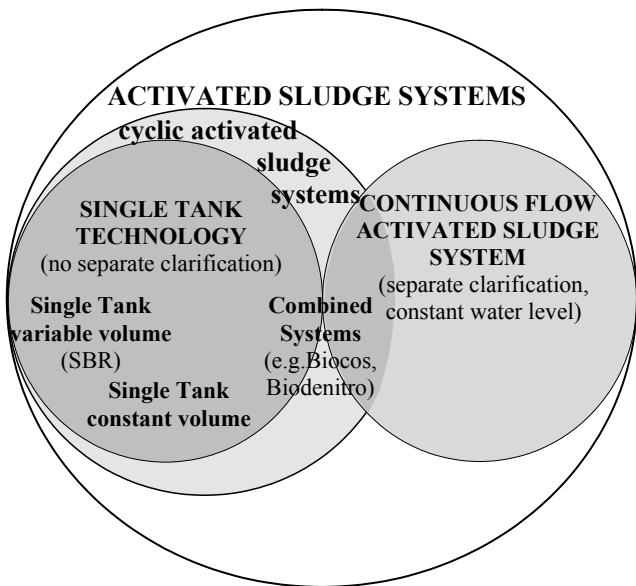 ACTIVATED SLUDGE SYSTEMS
cyclic activated
sludge
systems
SINGLE TANK
TECHNOLOGY
(no separate clarification)
Single Tank
variable volume
(SBR)
Single Tank
constant volume
Combined
Systems
(e.g.Biocos,
Biodenitro)
CONTINUOUS FLOW
ACTIVATED SLUDGE
SYSTEM
(separate clarification,
constant water level)